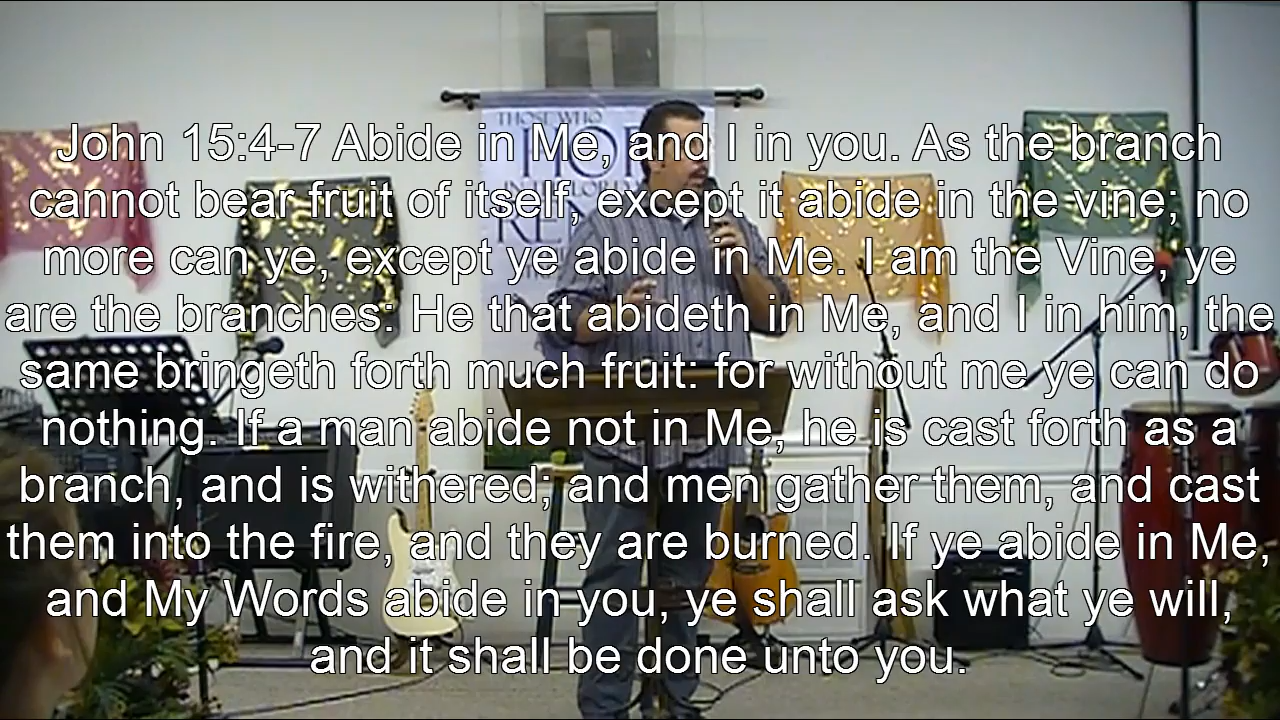 John 15:4-7 Abide in Me, and I in you. As the branch
cannot bear fruit of itself, except it abide in the vine; no
more can ye, except ye abide in Me. I am the Vine, ye
are the branches: He that abideth in Me, and I in him, the
same bringeth forth much fruit: for without me ye can do
nothing. If a man abide not in Me, he is cast forth as a
branch, and is withered; and men gather them, and cast
them into the fire, and they are burned. If ye abide in Me,
and My Words abide in you, ye shall ask what ye will,
and it shall be done unto you.
THOSE WHO